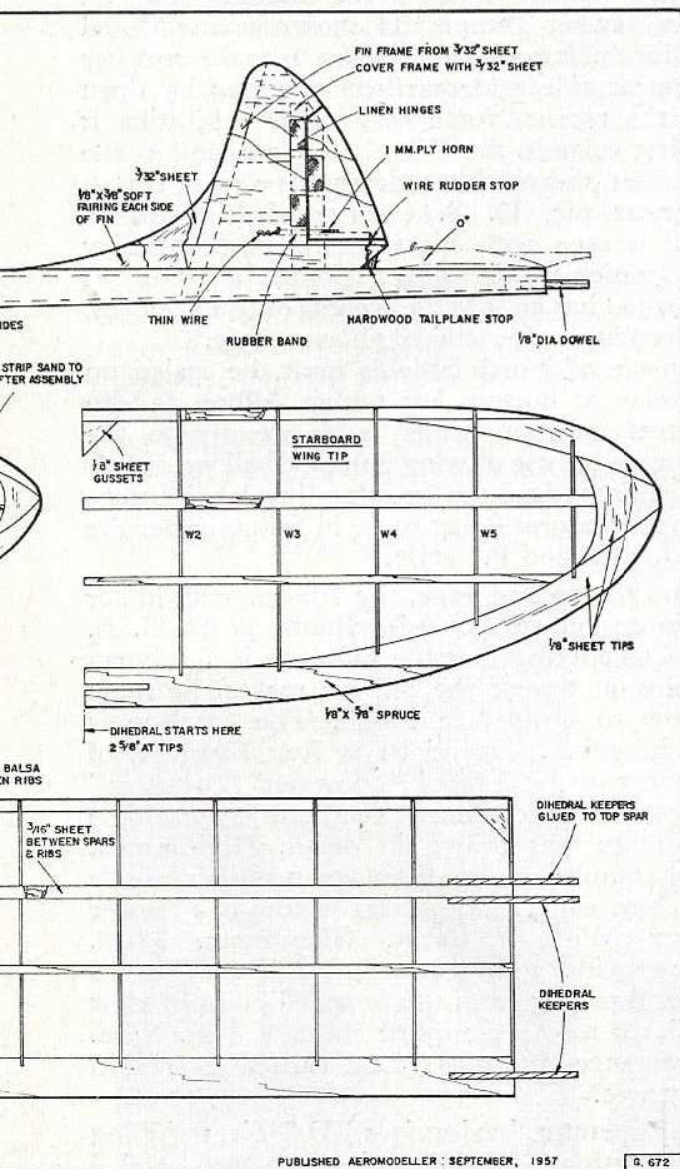 FIN FRAME FROM 3/32" SHEET
COVER FRAME WITH 3/32" SHEET
LINEN HINGES
1 MM.PLY HORN
3/32" SHEET
WIRE RUDDER STOP
1/8" X 3/8" SOFT
FAIRING EACH SIDE
OF FIN
0°
THIN WIRE
HARDWOOD TAILPLANE STOP
RUBBER BAND
1/8" DIA. DOWEL
STRIP SAND TO
STARBOARD
WING TIP
1/8" SHEET
GUSSETS
W2
W3
W4
W5
1/8" SHEET TIPS
1/8" X 5/8" SPRUCE
DIHEDRAL STARTS HERE
2 5/8" AT TIPS
BALSA
RIBS
3/16" SHEET
BETWEEN SPARS
& RIBS
DIHEDRAL KEEPERS
GLUED TO TOP SPAR
DIHEDRAL
KEEPERS
PUBLISHED AEROMODELLER : SEPTEMBER, 1957
G. 672